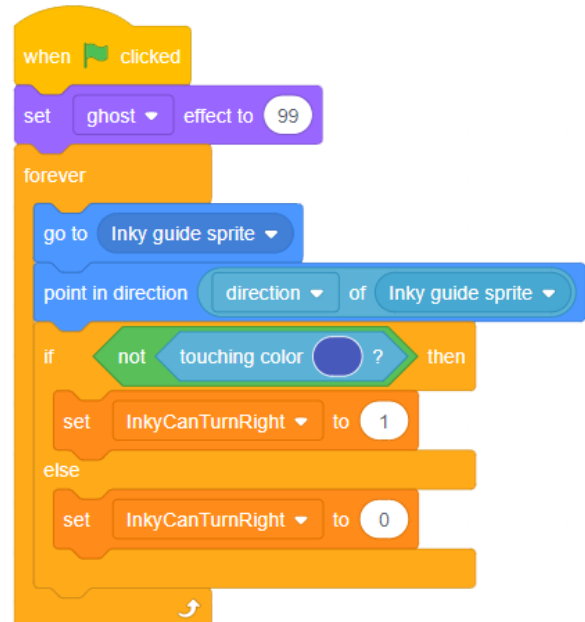 when clicked
set ghost effect to 99
forever
go to Inky guide sprite
point in direction direction of Inky guide sprite
if not touching color ? then
set InkyCanTurnRight to 1
else
set InkyCanTurnRight to 0